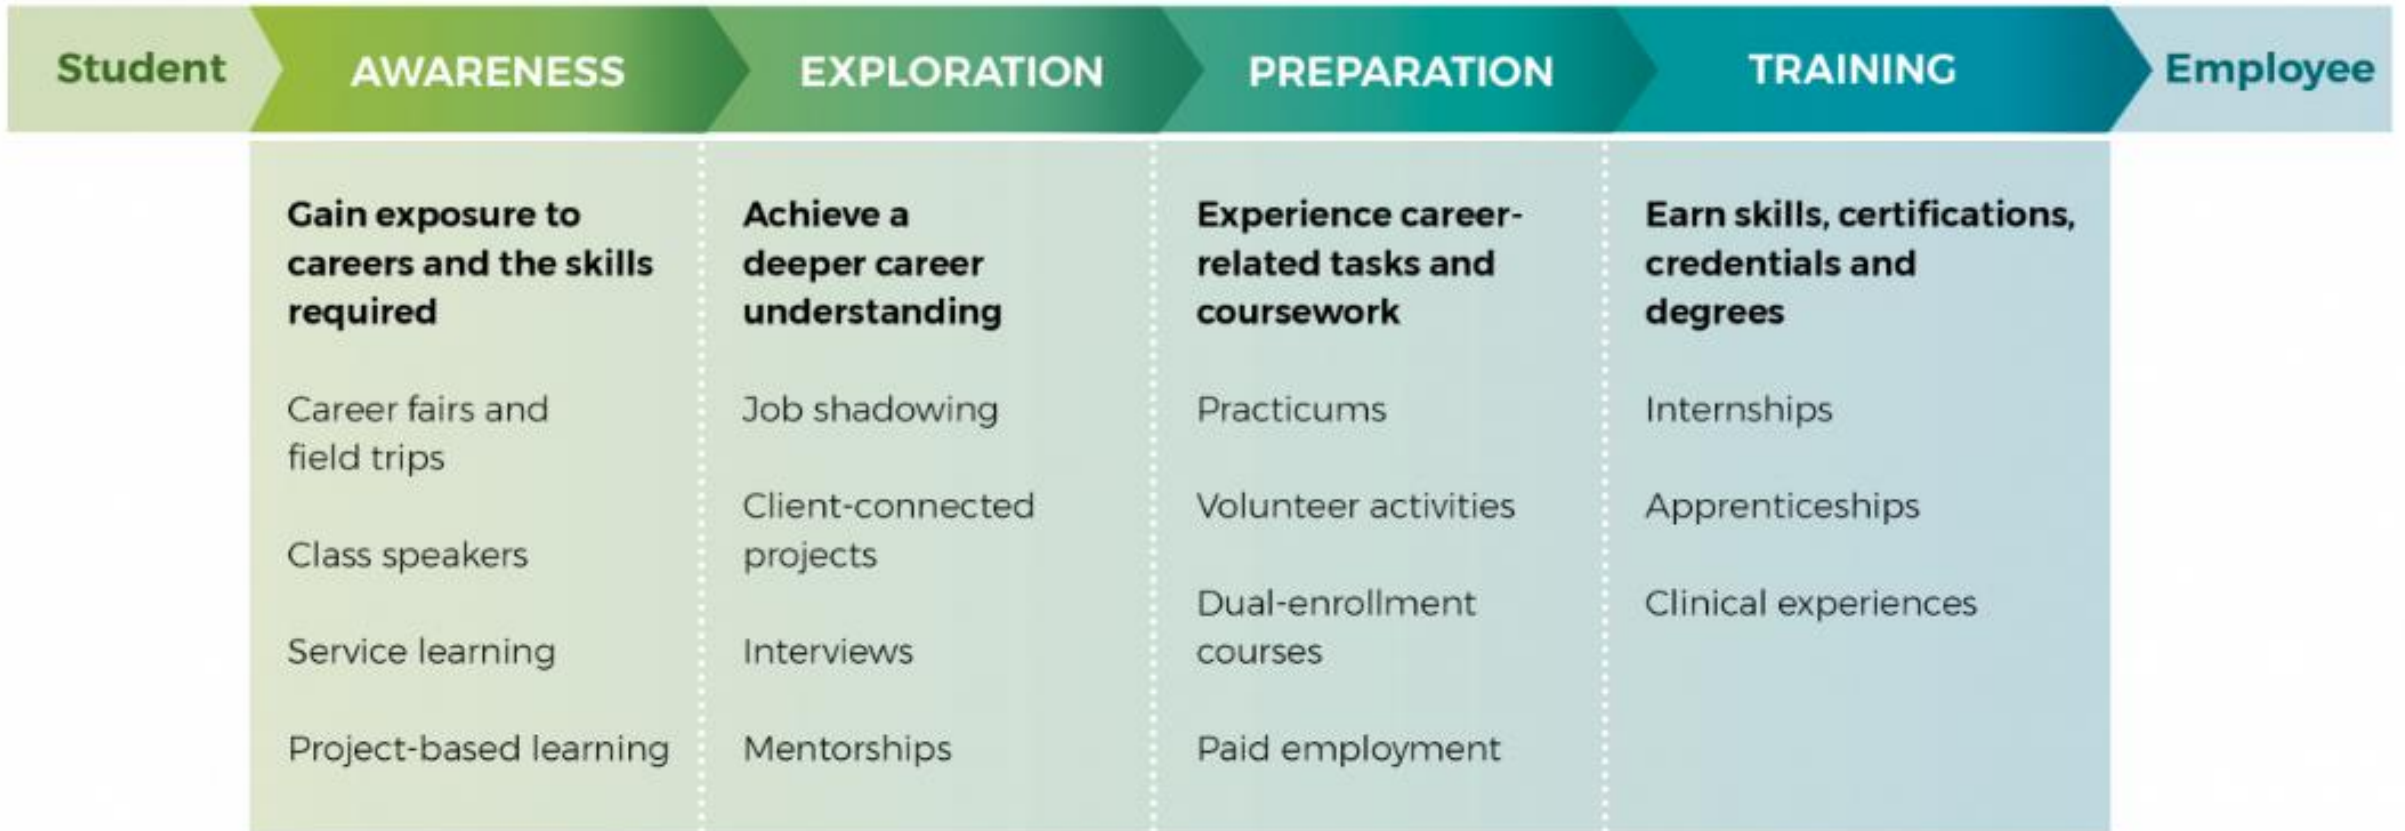 Student
AWARENESS
EXPLORATION
PREPARATION
TRAINING
Employee
Gain exposure to
careers and the skills
required
Career fairs and
field trips
Class speakers
Service learning
Project-based learning
Achieve a
deeper career
understanding
Job shadowing
Client-connected
projects
Interviews
Mentorships
Experience career-
related tasks and
coursework
Practicums
Volunteer activities
Dual-enrollment
courses
Paid employment
Earn skills, certifications,
credentials and
degrees
Internships
Apprenticeships
Clinical experiences